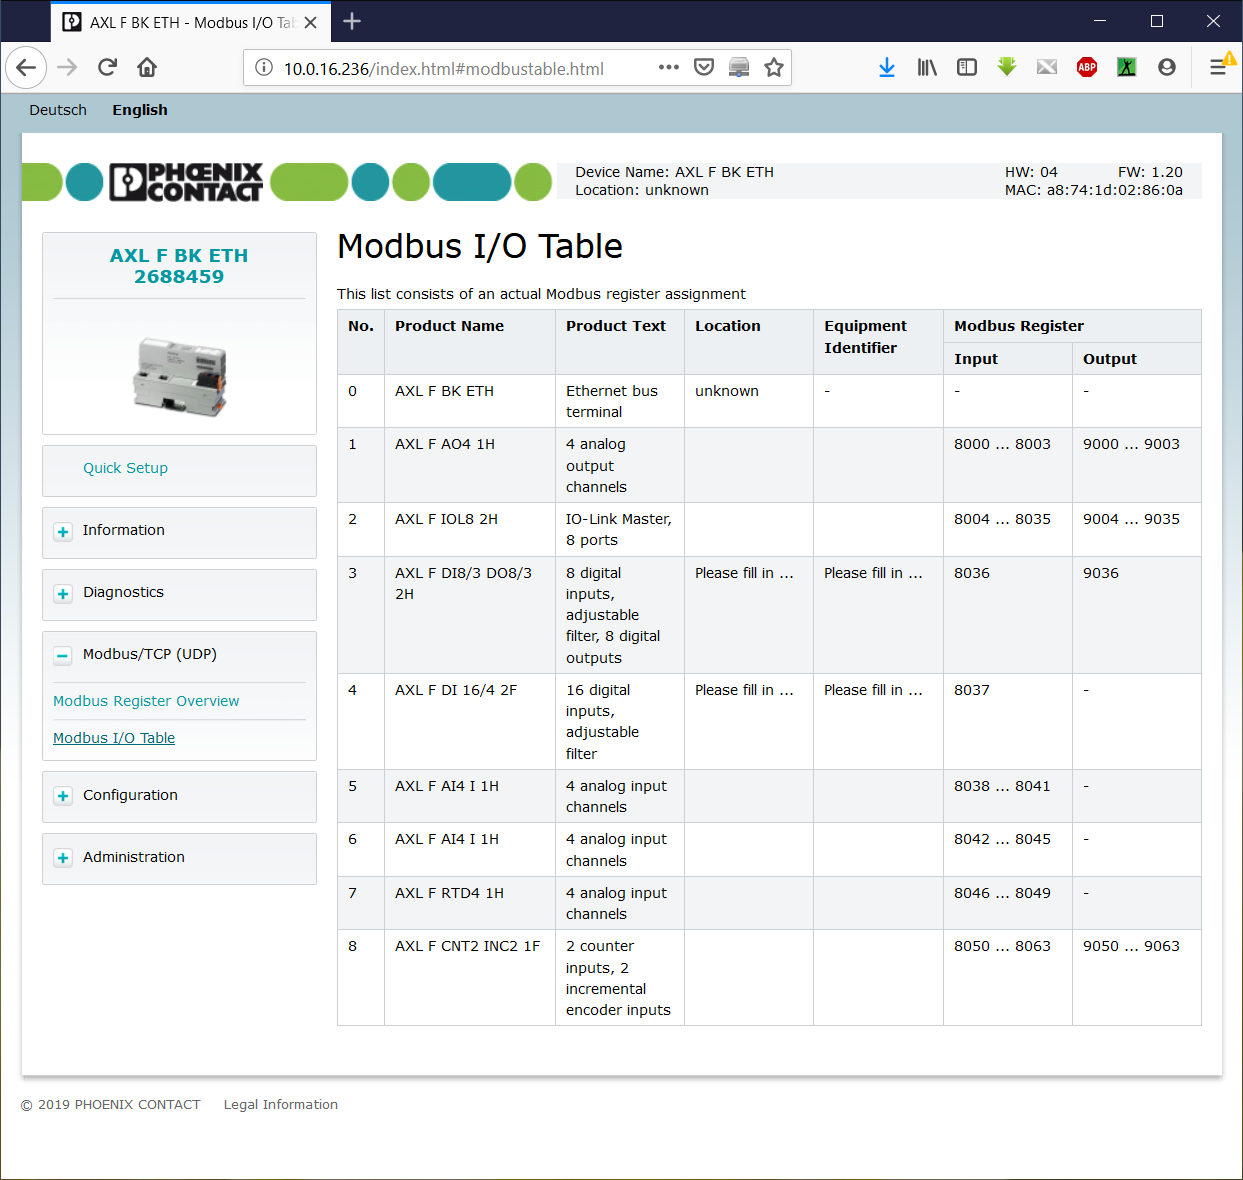 AXL F BK ETH - Modbus I/O Tab
10.0.16.236/index.html#modbustable.html
ABP
Deutsch English
PHŒNIX
CONTACT
Device Name: AXL F BK ETH
Location: unknown
HW: 04 FW: 1.20
MAC: a8:74:1d:02:86:0a
AXL F BK ETH
2688459
Quick Setup
Information
Diagnostics
Modbus/TCP (UDP)
Modbus Register Overview
Modbus I/O Table
Configuration
Administration
Modbus I/O Table
This list consists of an actual Modbus register assignment
No. Product Name Product Text Location Equipment Modbus Register
Identifier
Input Output
0 AXL F BK ETH Ethernet bus unknown - - -
terminal
1 AXL F AO4 1H 4 analog 8000 ... 8003 9000 ... 9003
output
channels
2 AXL F IOL8 2H IO-Link Master, 8004 ... 8035 9004 ... 9035
8 ports
3 AXL F DI8/3 DO8/3 8 digital Please fill in ... Please fill in ... 8036 9036
2H inputs,
adjustable
filter, 8 digital
outputs
4 AXL F DI 16/4 2F 16 digital Please fill in ... Please fill in ... 8037 -
inputs,
adjustable
filter
5 AXL F AI4 I 1H 4 analog input 8038 ... 8041 -
channels
6 AXL F AI4 I 1H 4 analog input 8042 ... 8045 -
channels
7 AXL F RTD4 1H 4 analog input 8046 ... 8049 -
channels
8 AXL F CNT2 INC2 1F 2 counter 8050 ... 8063 9050 ... 9063
inputs, 2
incremental
encoder inputs
© 2019 PHOENIX CONTACT Legal Information